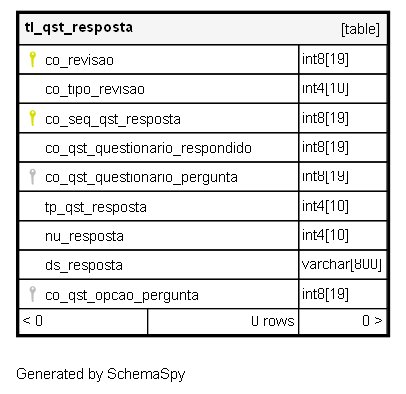 tl_qst_resposta [table]
co_revisao int8[19]
co_tipo_revisao int4[10]
co_seq_qst_resposta int8[19]
co_qst_questionario_respondido int8[19]
co_qst_questionario_pergunta int8[19]
tp_qst_resposta int4[10]
nu_resposta int4[10]
ds_resposta varchar[800]
co_qst_opcao_pergunta int8[19]
< 0 0 rows 0 >
Generated by SchemaSpy